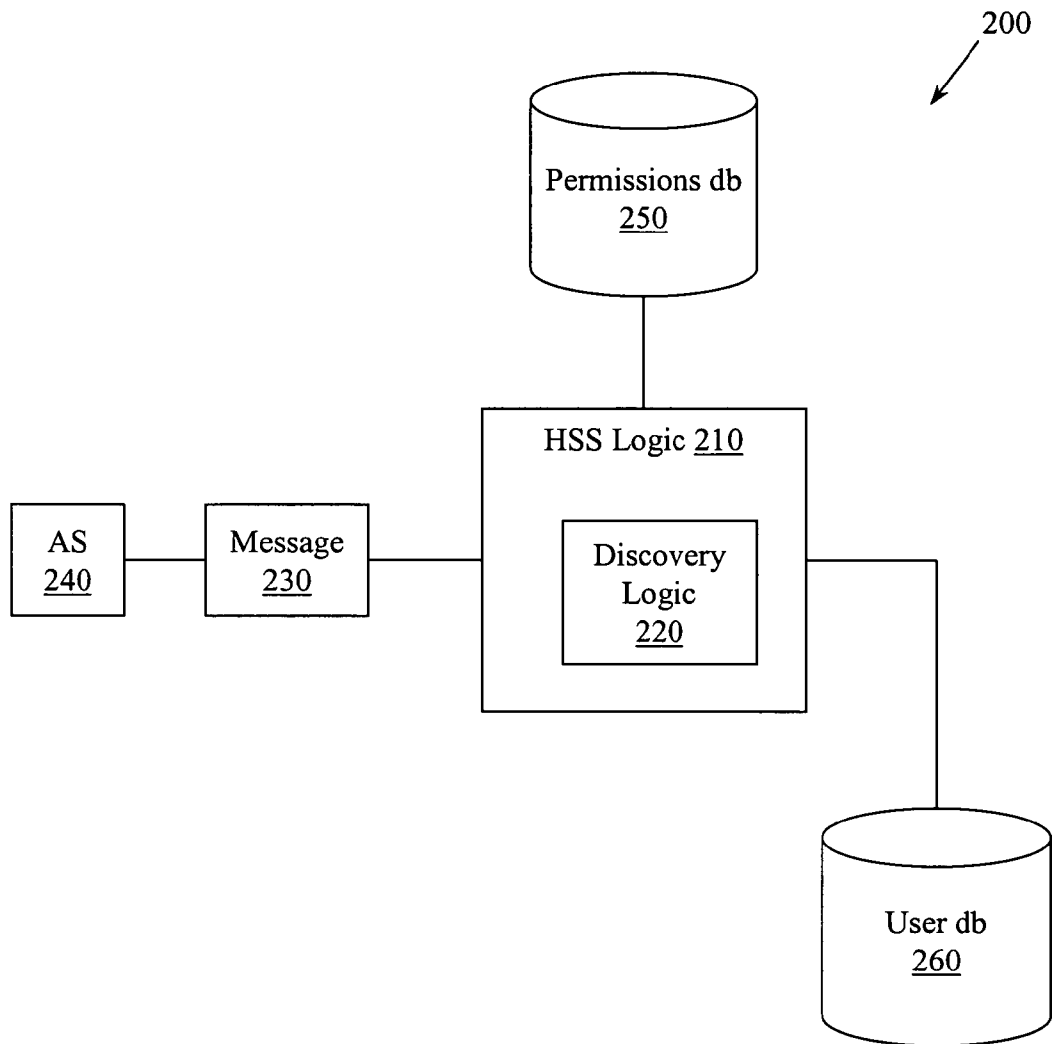 200
Permissions db
250
HSS Logic 210
AS
240
Message
230
Discovery
Logic
220
User db
260